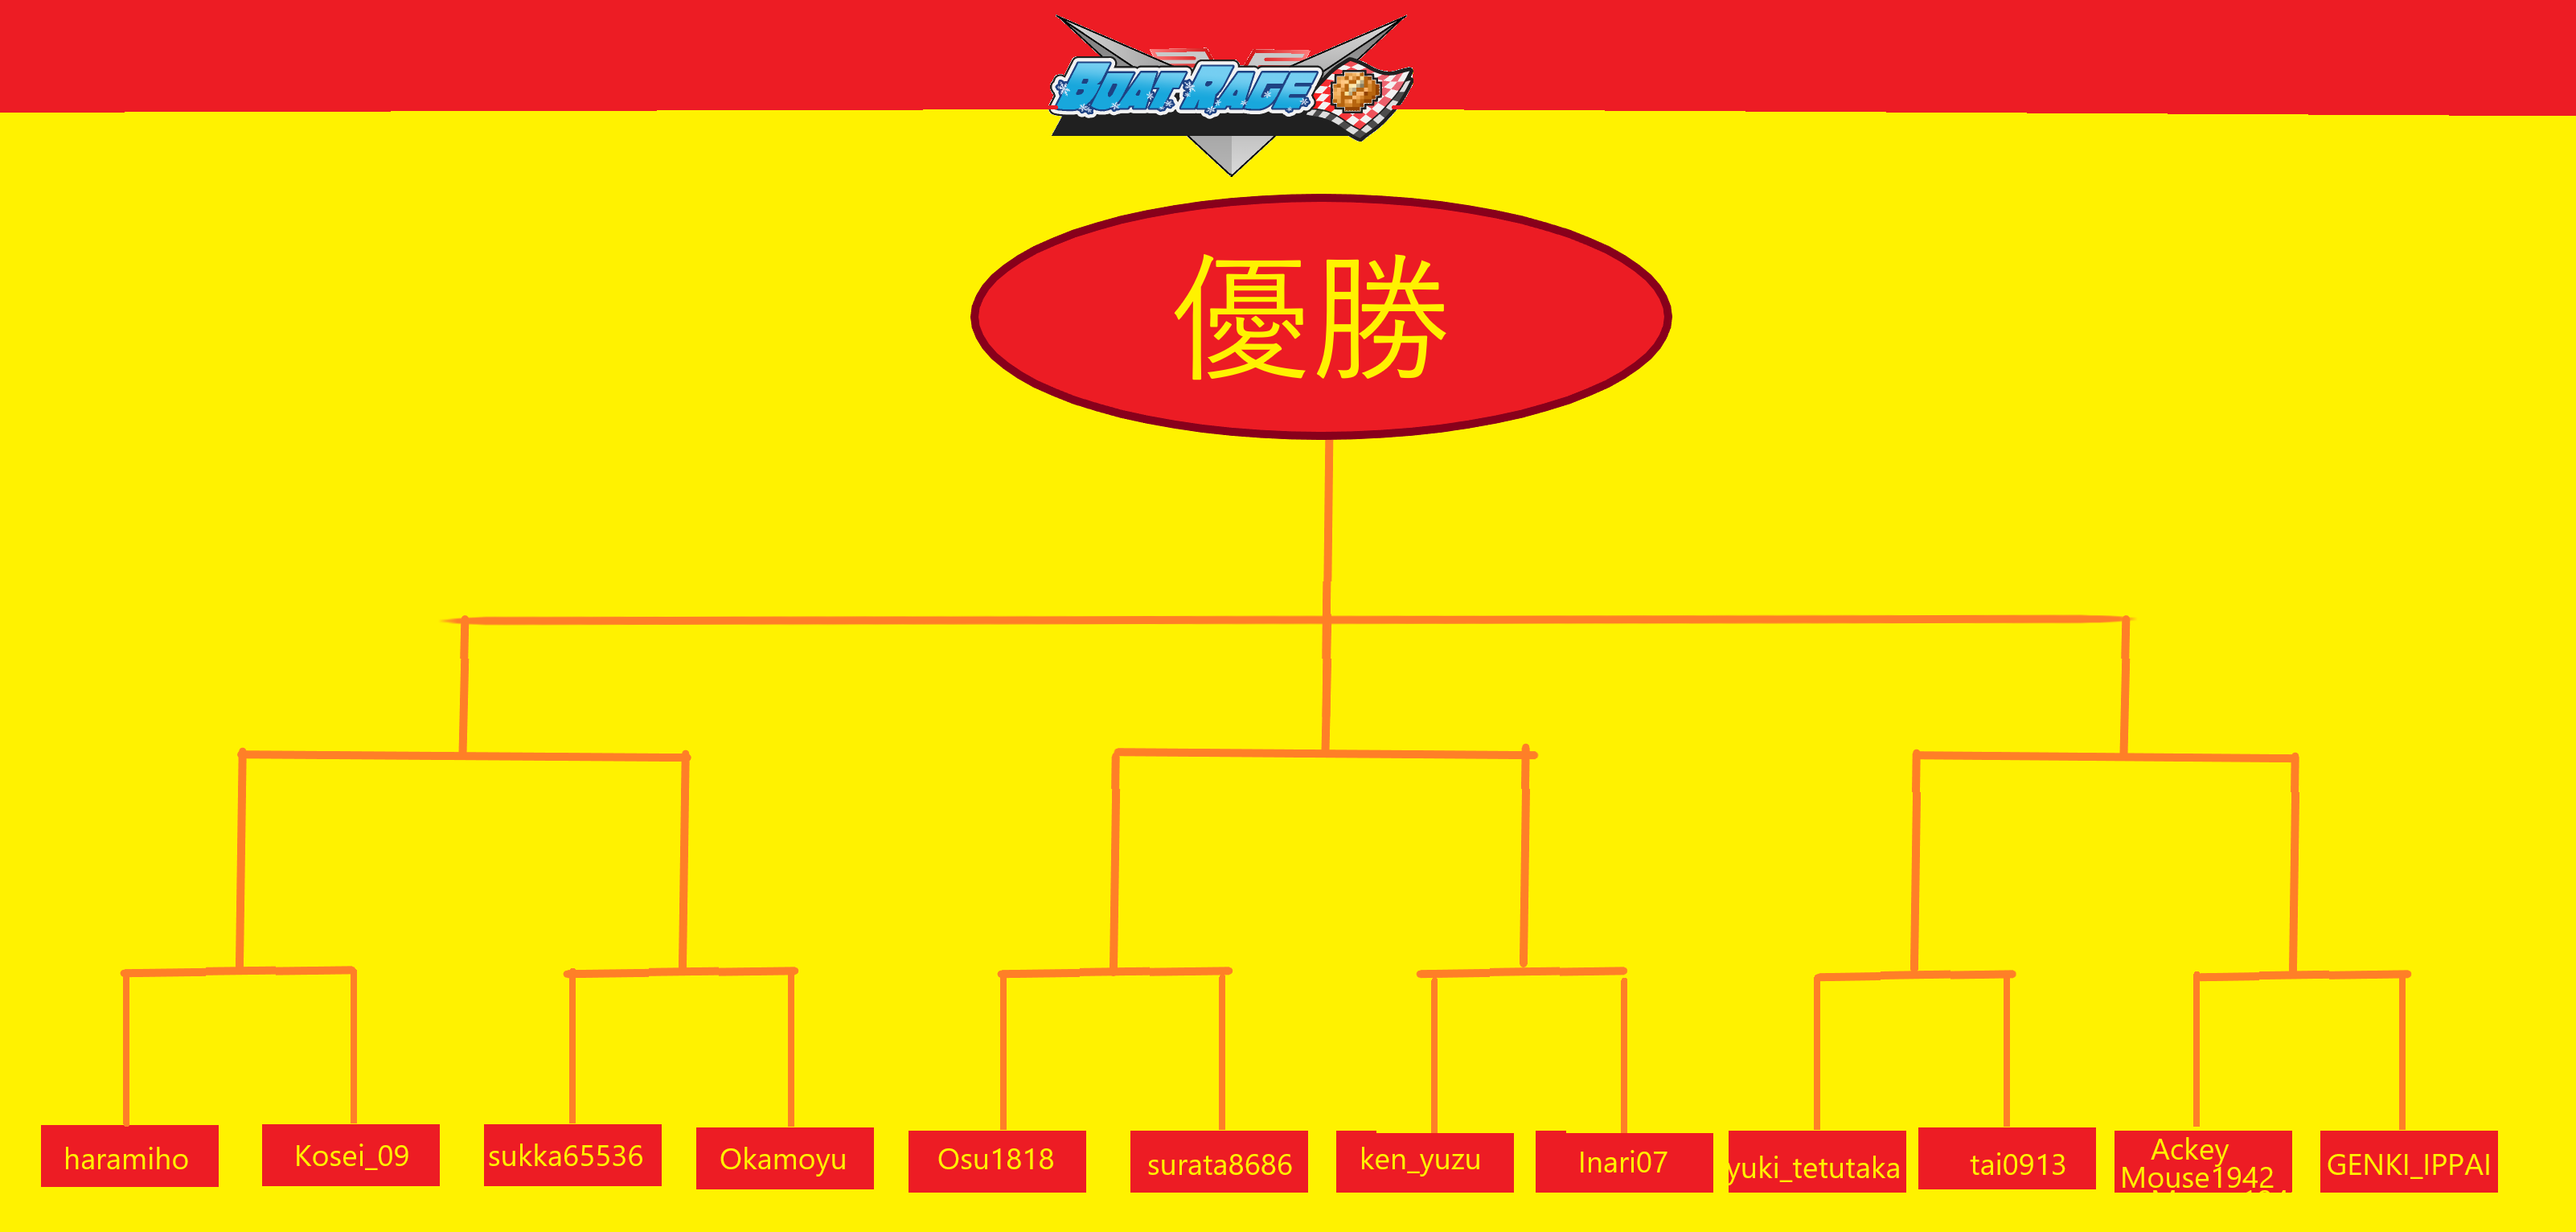 BOAT RACE
優勝
haramiho
Kosei_09
sukka65536
Okamoyu
Osu1818
surata8686
ken_yuzu
Inari07
yuki_tetutaka
tai0913
Ackey
Mouse1942
GENKI_IPPAI